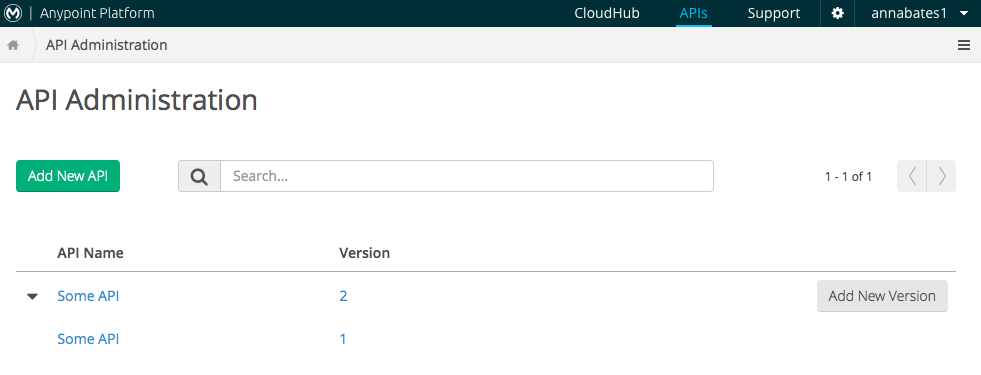 | Anypoint Platform CloudHub APIs Support annabates1
API Administration
API Administration
Add New API Search... 1 - 1 of 1
API Name Version
Some API 2 Add New Version
Some API 1